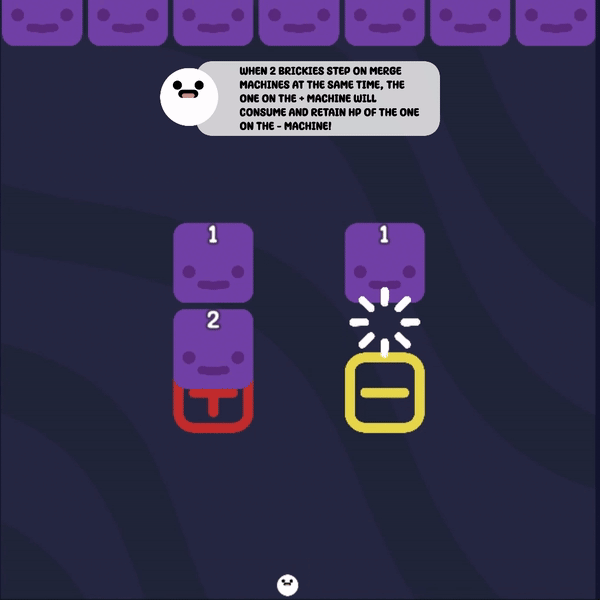 WHEN 2 BRICKIES STEP ON MERGE
MACHINES AT THE SAME TIME, THE
ONE ON THE + MACHINE WILL
CONSUME AND RETAIN HP OF THE ONE
ON THE - MACHINE!
1 1
2